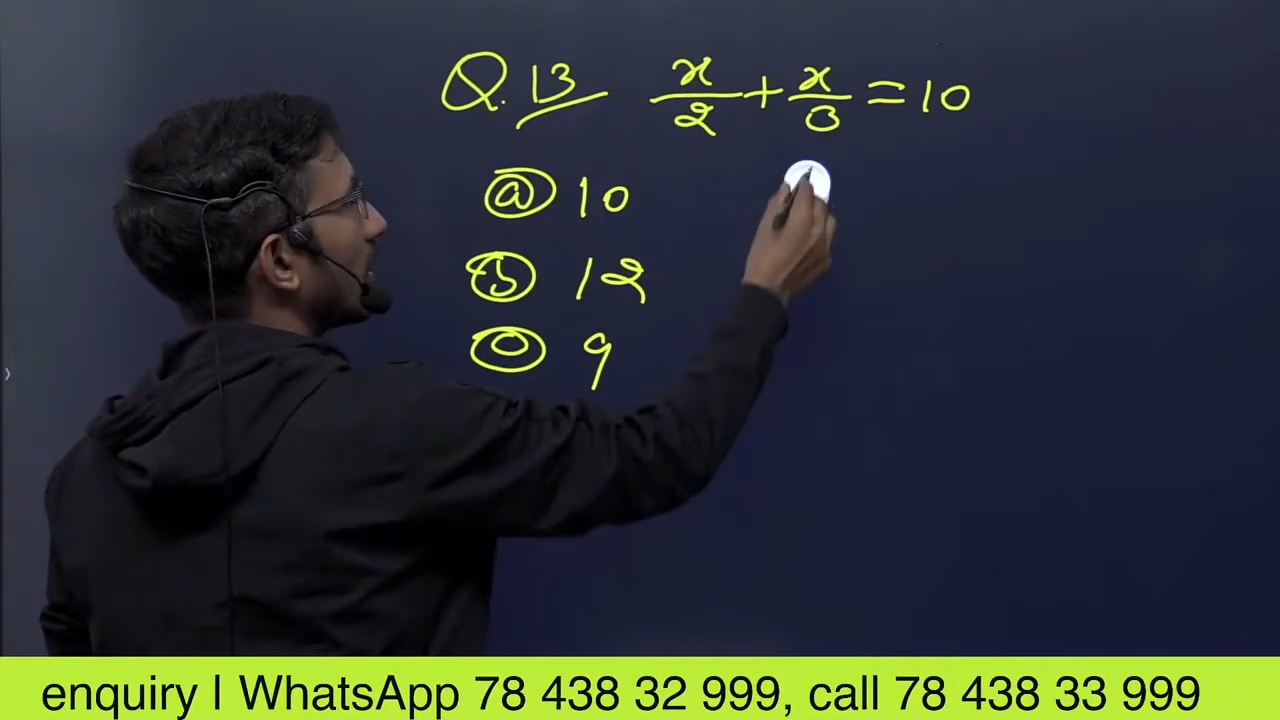 Q. 13 x/2 + x/3 = 10
(a) 10
(b) 12
(c) 9
enquiry | WhatsApp 78 438 32 999, call 78 438 33 999